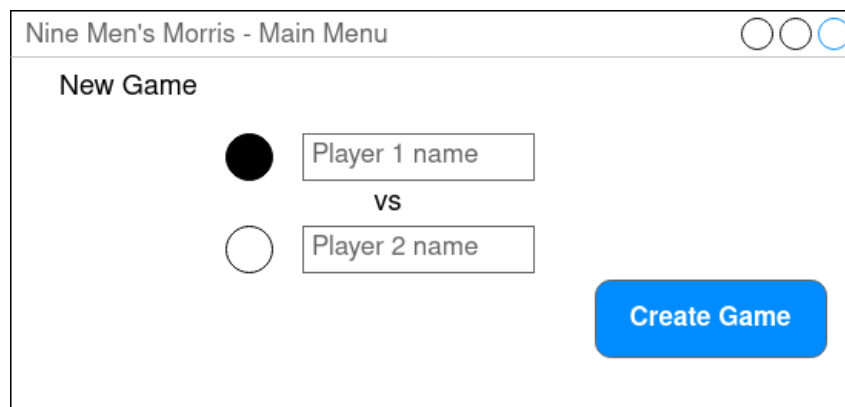 Nine Men's Morris - Main Menu
New Game
Player 1 name
vs
Player 2 name
Create Game